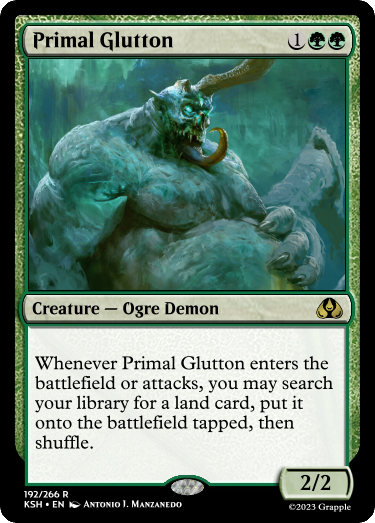 Primal Glutton 1
Creature — Ogre Demon
Whenever Primal Glutton enters the
battlefield or attacks, you may search
your library for a land card, put it
onto the battlefield tapped, then
shuffle.
2/2
192/266 R
KSH • EN Antonio J. Manzanedo
©2023 Grapple